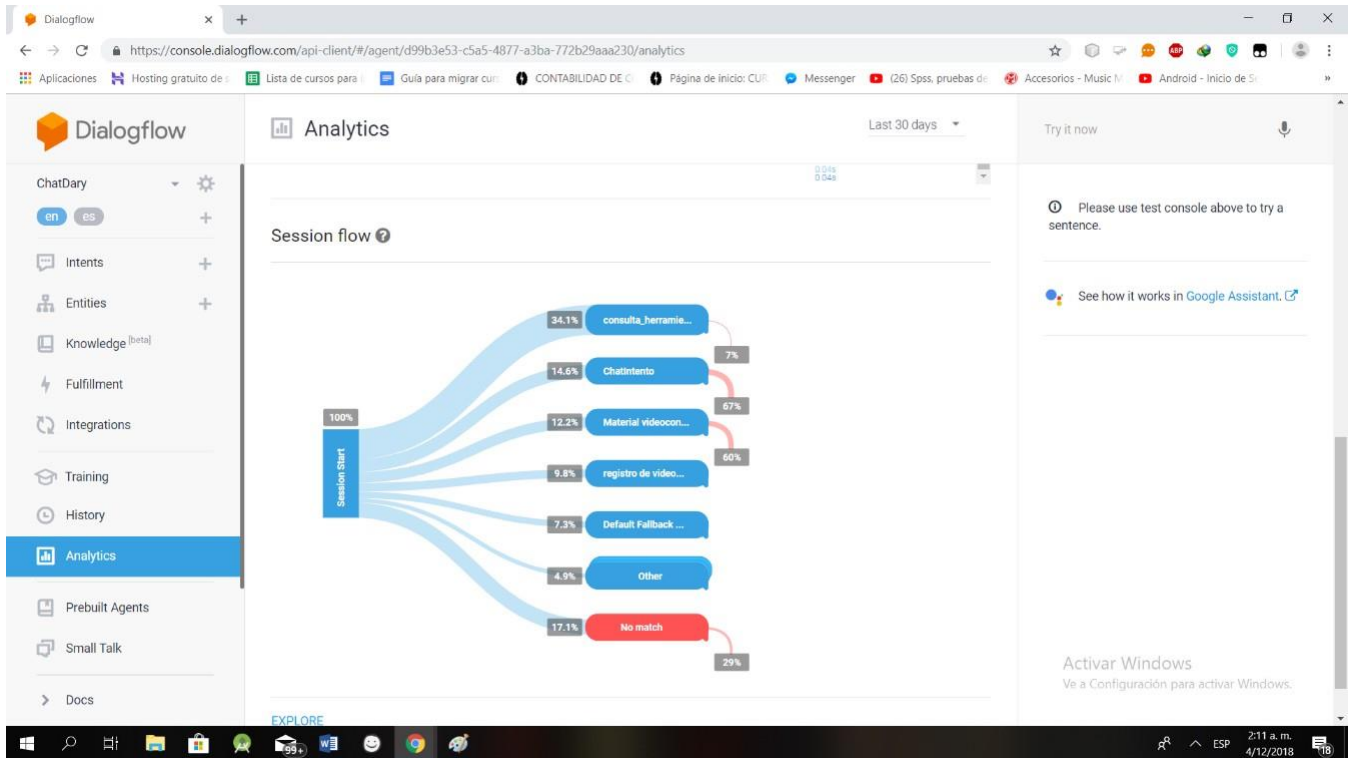 Dialogflow
https://console.dialogflow.com/api-client/#/agent/d99b3e53-c5a5-4877-a3ba-772b29aaa230/analytics
Aplicaciones Hosting gratuito de s Lista de cursos para Guía para migrar cur CONTABILIDAD DE C Página de inicio: CUR Messenger (26) Spss, pruebas de Accesorios - Music M Android - Inicio de S »
Dialogflow
Analytics
Last 30 days
Try it now
ChatDary
en es
0.04s
Please use test console above to try a
sentence.
Session flow
Intents
Entities
See how it works in Google Assistant.
Knowledge [beta]
Fulfillment
Integrations
Training
History
Analytics
Prebuilt Agents
Small Talk
Docs
100%
Session Start
34.1% consulta_herramie...
7%
14.6% ChatIntento
67%
12.2% Material videocon...
60%
9.8% registro de video...
7.3% Default Fallback ...
4.9% Other
17.1% No match
29%
EXPLORE
Activar Windows
Ve a Configuración para activar Windows.
99+
ESP
2:11 a. m.
4/12/2018
18